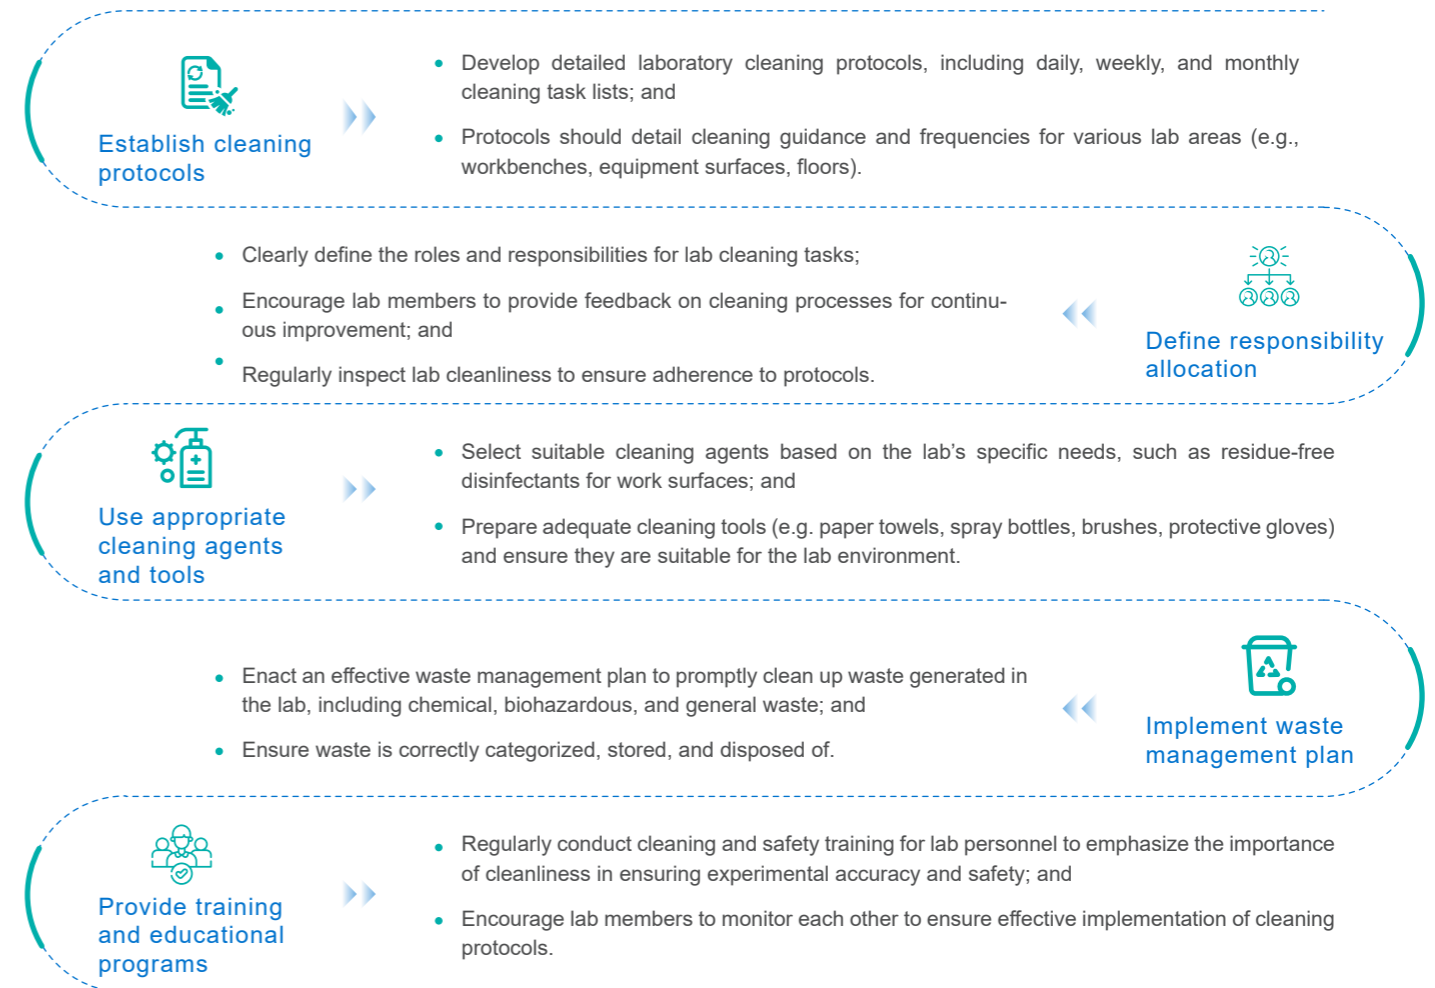 Establish cleaning
protocols
• Develop detailed laboratory cleaning protocols, including daily, weekly, and monthly
cleaning task lists; and
• Protocols should detail cleaning guidance and frequencies for various lab areas (e.g.,
workbenches, equipment surfaces, floors).
• Clearly define the roles and responsibilities for lab cleaning tasks;
• Encourage lab members to provide feedback on cleaning processes for continu-
ous improvement; and
• Regularly inspect lab cleanliness to ensure adherence to protocols.
Define responsibility
allocation
Use appropriate
cleaning agents
and tools
• Select suitable cleaning agents based on the lab’s specific needs, such as residue-free
disinfectants for work surfaces; and
• Prepare adequate cleaning tools (e.g. paper towels, spray bottles, brushes, protective gloves)
and ensure they are suitable for the lab environment.
• Enact an effective waste management plan to promptly clean up waste generated in
the lab, including chemical, biohazardous, and general waste; and
• Ensure waste is correctly categorized, stored, and disposed of.
Implement waste
management plan
Provide training
and educational
programs
• Regularly conduct cleaning and safety training for lab personnel to emphasize the importance
of cleanliness in ensuring experimental accuracy and safety; and
• Encourage lab members to monitor each other to ensure effective implementation of cleaning
protocols.